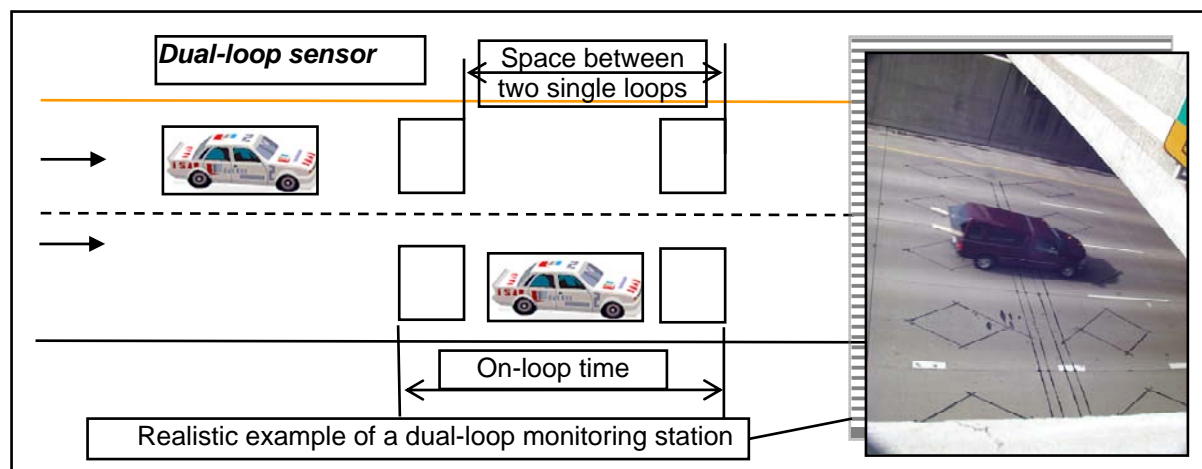 Dual-loop sensor
Space between
two single loops
On-loop time
Realistic example of a dual-loop monitoring station